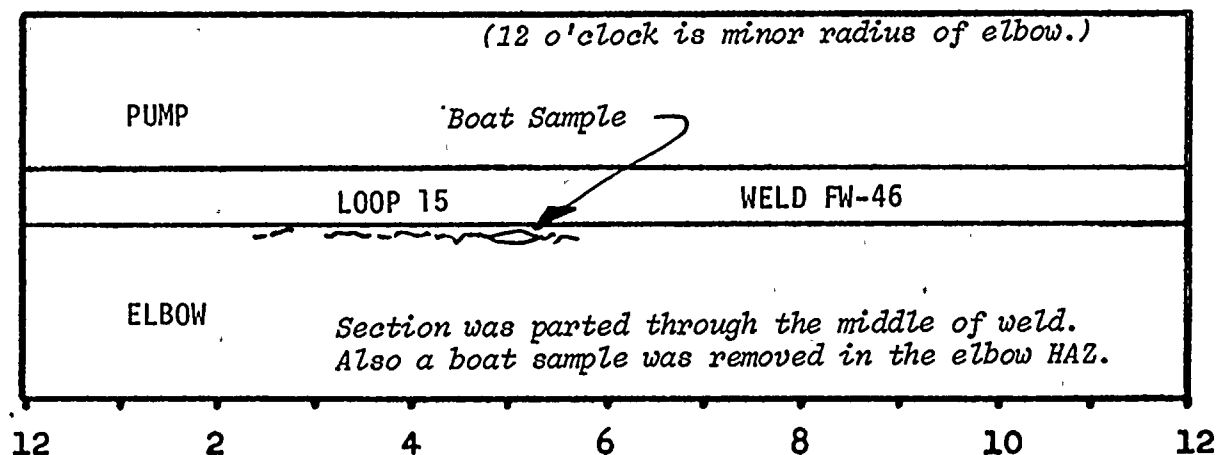 (12 o'clock is minor radius of elbow.)
PUMP
Boat Sample
LOOP 15
WELD FW-46
ELBOW
Section was parted through the middle of weld.
Also a boat sample was removed in the elbow HAZ.
12 2 4 6 8 10 12